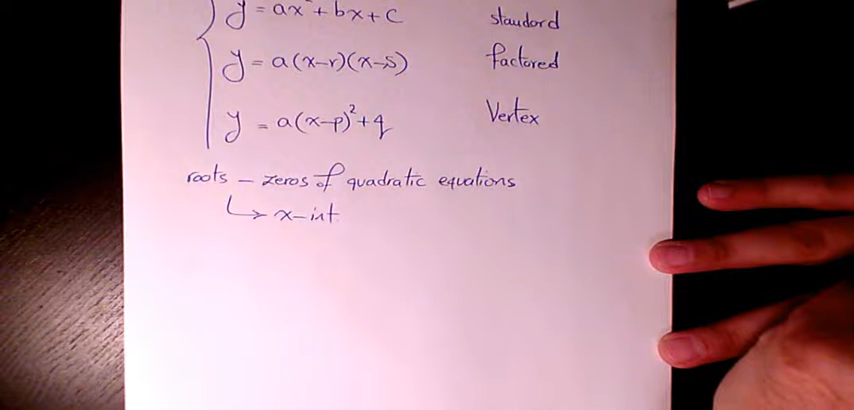 y = ax² + bx + c standard
y = a(x-r)(x-s) factored
y = a(x-p)² + q Vertex
roots – zeros of quadratic equations
↳ x-int